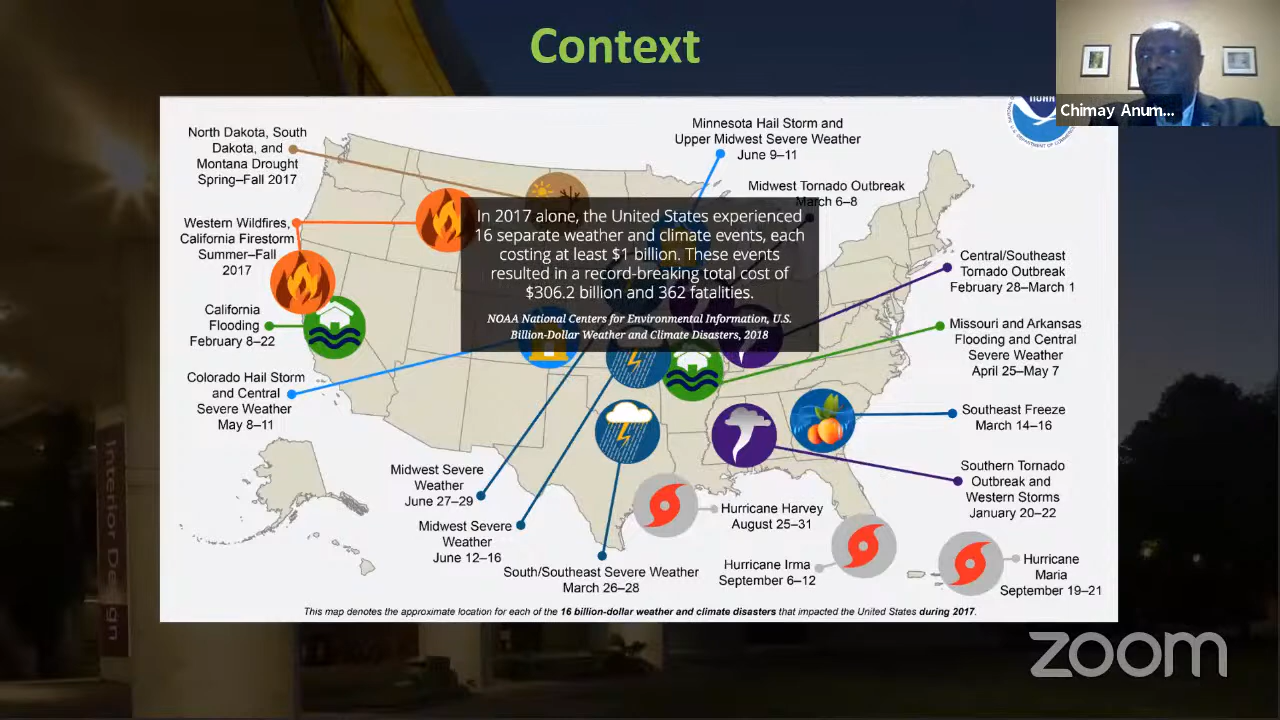 Context
Chimay Anum...
North Dakota, South
Dakota, and
Montana Drought
Spring–Fall 2017
Western Wildfires,
California Firestorm
Summer–Fall
2017
California
Flooding
February 8–22
Colorado Hail Storm
and Central
Severe Weather
May 8–11
Minnesota Hail Storm and
Upper Midwest Severe Weather
June 9–11
Midwest Tornado Outbreak
March 6–8
In 2017 alone, the United States experienced
16 separate weather and climate events, each
costing at least $1 billion. These events
resulted in a record-breaking total cost of
$306.2 billion and 362 fatalities.
NOAA National Centers for Environmental Information, U.S.
Billion-Dollar Weather and Climate Disasters, 2018
Central/Southeast
Tornado Outbreak
February 28–March 1
Missouri and Arkansas
Flooding and Central
Severe Weather
April 25–May 7
Southeast Freeze
March 14–16
Southern Tornado
Outbreak and
Western Storms
January 20–22
Midwest Severe
Weather
June 27–29
Midwest Severe
Weather
June 12–16
South/Southeast Severe Weather
March 26–28
Hurricane Harvey
August 25–31
Hurricane Irma
September 6–12
Hurricane
Maria
September 19–21
This map denotes the approximate location for each of the 16 billion-dollar weather and climate disasters that impacted the United States during 2017.
Interior Design
zoom